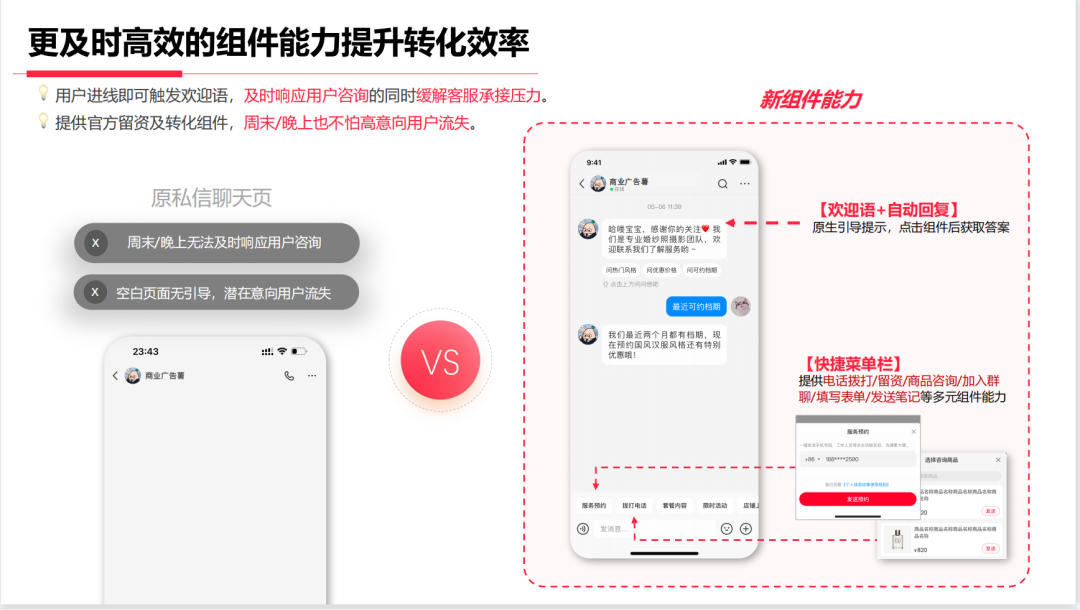 更及时高效的组件能力提升转化效率
用户进线即可触发欢迎语，及时响应用户咨询的同时缓解客服承接压力。
提供官方留资及转化组件，周末/晚上也不怕高意向用户流失。
原私信聊天页
X 周末/晚上无法及时响应用户咨询
X 空白页面无引导，潜在意向用户流失
23:43
商业广告薯
VS
新组件能力
9:41
商业广告薯
在线
05-06 11:39
哈喽宝宝，感谢你的关注❤️ 我
们是专业婚纱照摄影团队，欢
迎联系我们了解服务哟~
问热门风格 问优惠价格 问可约档期
点击上方问问他吧
最近可约档期
我们最近两个月都有档期，现
在预约国风汉服风格还有特别
优惠哦！
服务预约 拨打电话 套餐内容 限时活动 店铺上
发消息...
【欢迎语+自动回复】
原生引导提示，点击组件后获取答案
【快捷菜单栏】
提供电话拨打/留资/商品咨询/加入群
聊/填写表单/发送笔记等多元组件能力
服务预约
+86 188****2580
《个人信息收集使用规则》
发送预约
选择咨询商品
名称商品名称商品名称商品名称商
品名称
20 发送
商品名称商品名称商品名称商品名称商
品名称
¥820 发送